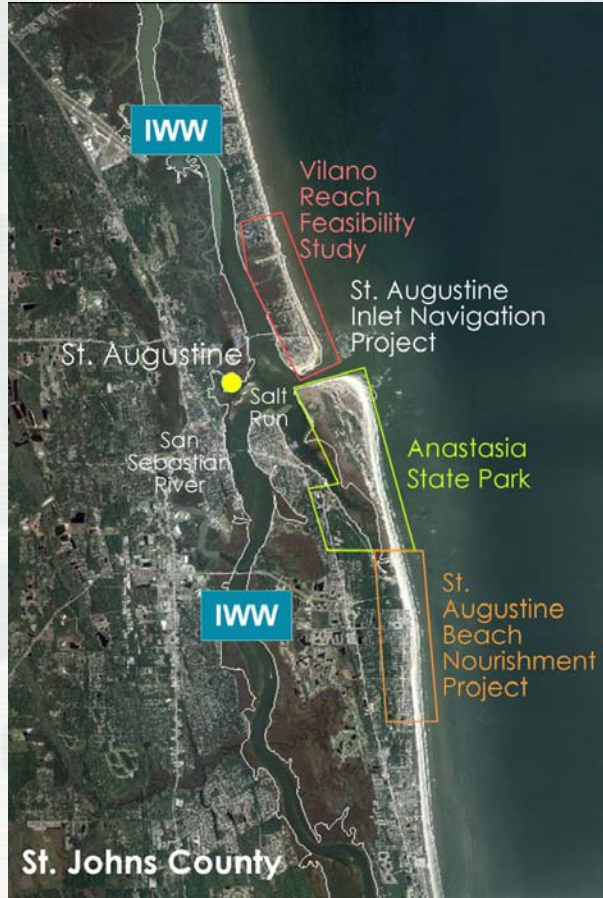 IWW
Vilano
Reach
Feasibility
Study
St. Augustine
Inlet Navigation
Project
St. Augustine
Salt
Run
San
Sebastian
River
Anastasia
State Park
IWW
St.
Augustine
Beach
Nourishment
Project
St. Johns County